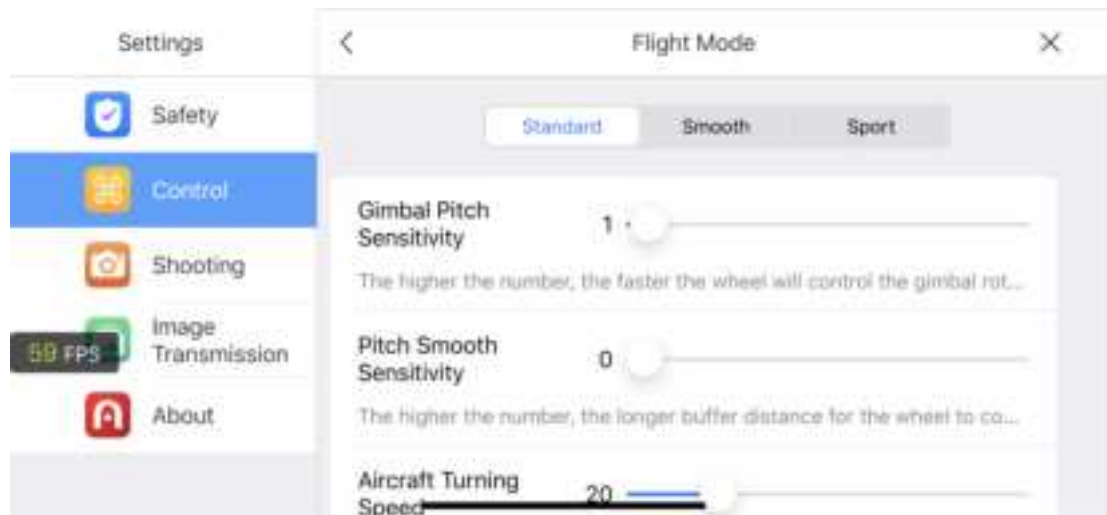 Settings
Flight Mode
Safety
Control
Shooting
Image
Transmission
59 FPS
About
Standard
Smooth
Sport
Gimbal Pitch
Sensitivity
1
The higher the number, the faster the wheel will control the gimbal rot...
Pitch Smooth
Sensitivity
0
The higher the number, the longer buffer distance for the wheel to co...
Aircraft Turning
Speed
20